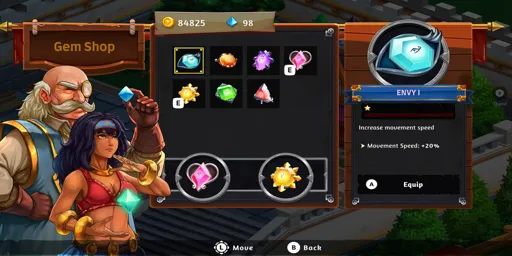 Gem Shop
84825 98
E
E
ENVY I
Increase movement speed
Movement Speed: +20%
A Equip
L Move B Back